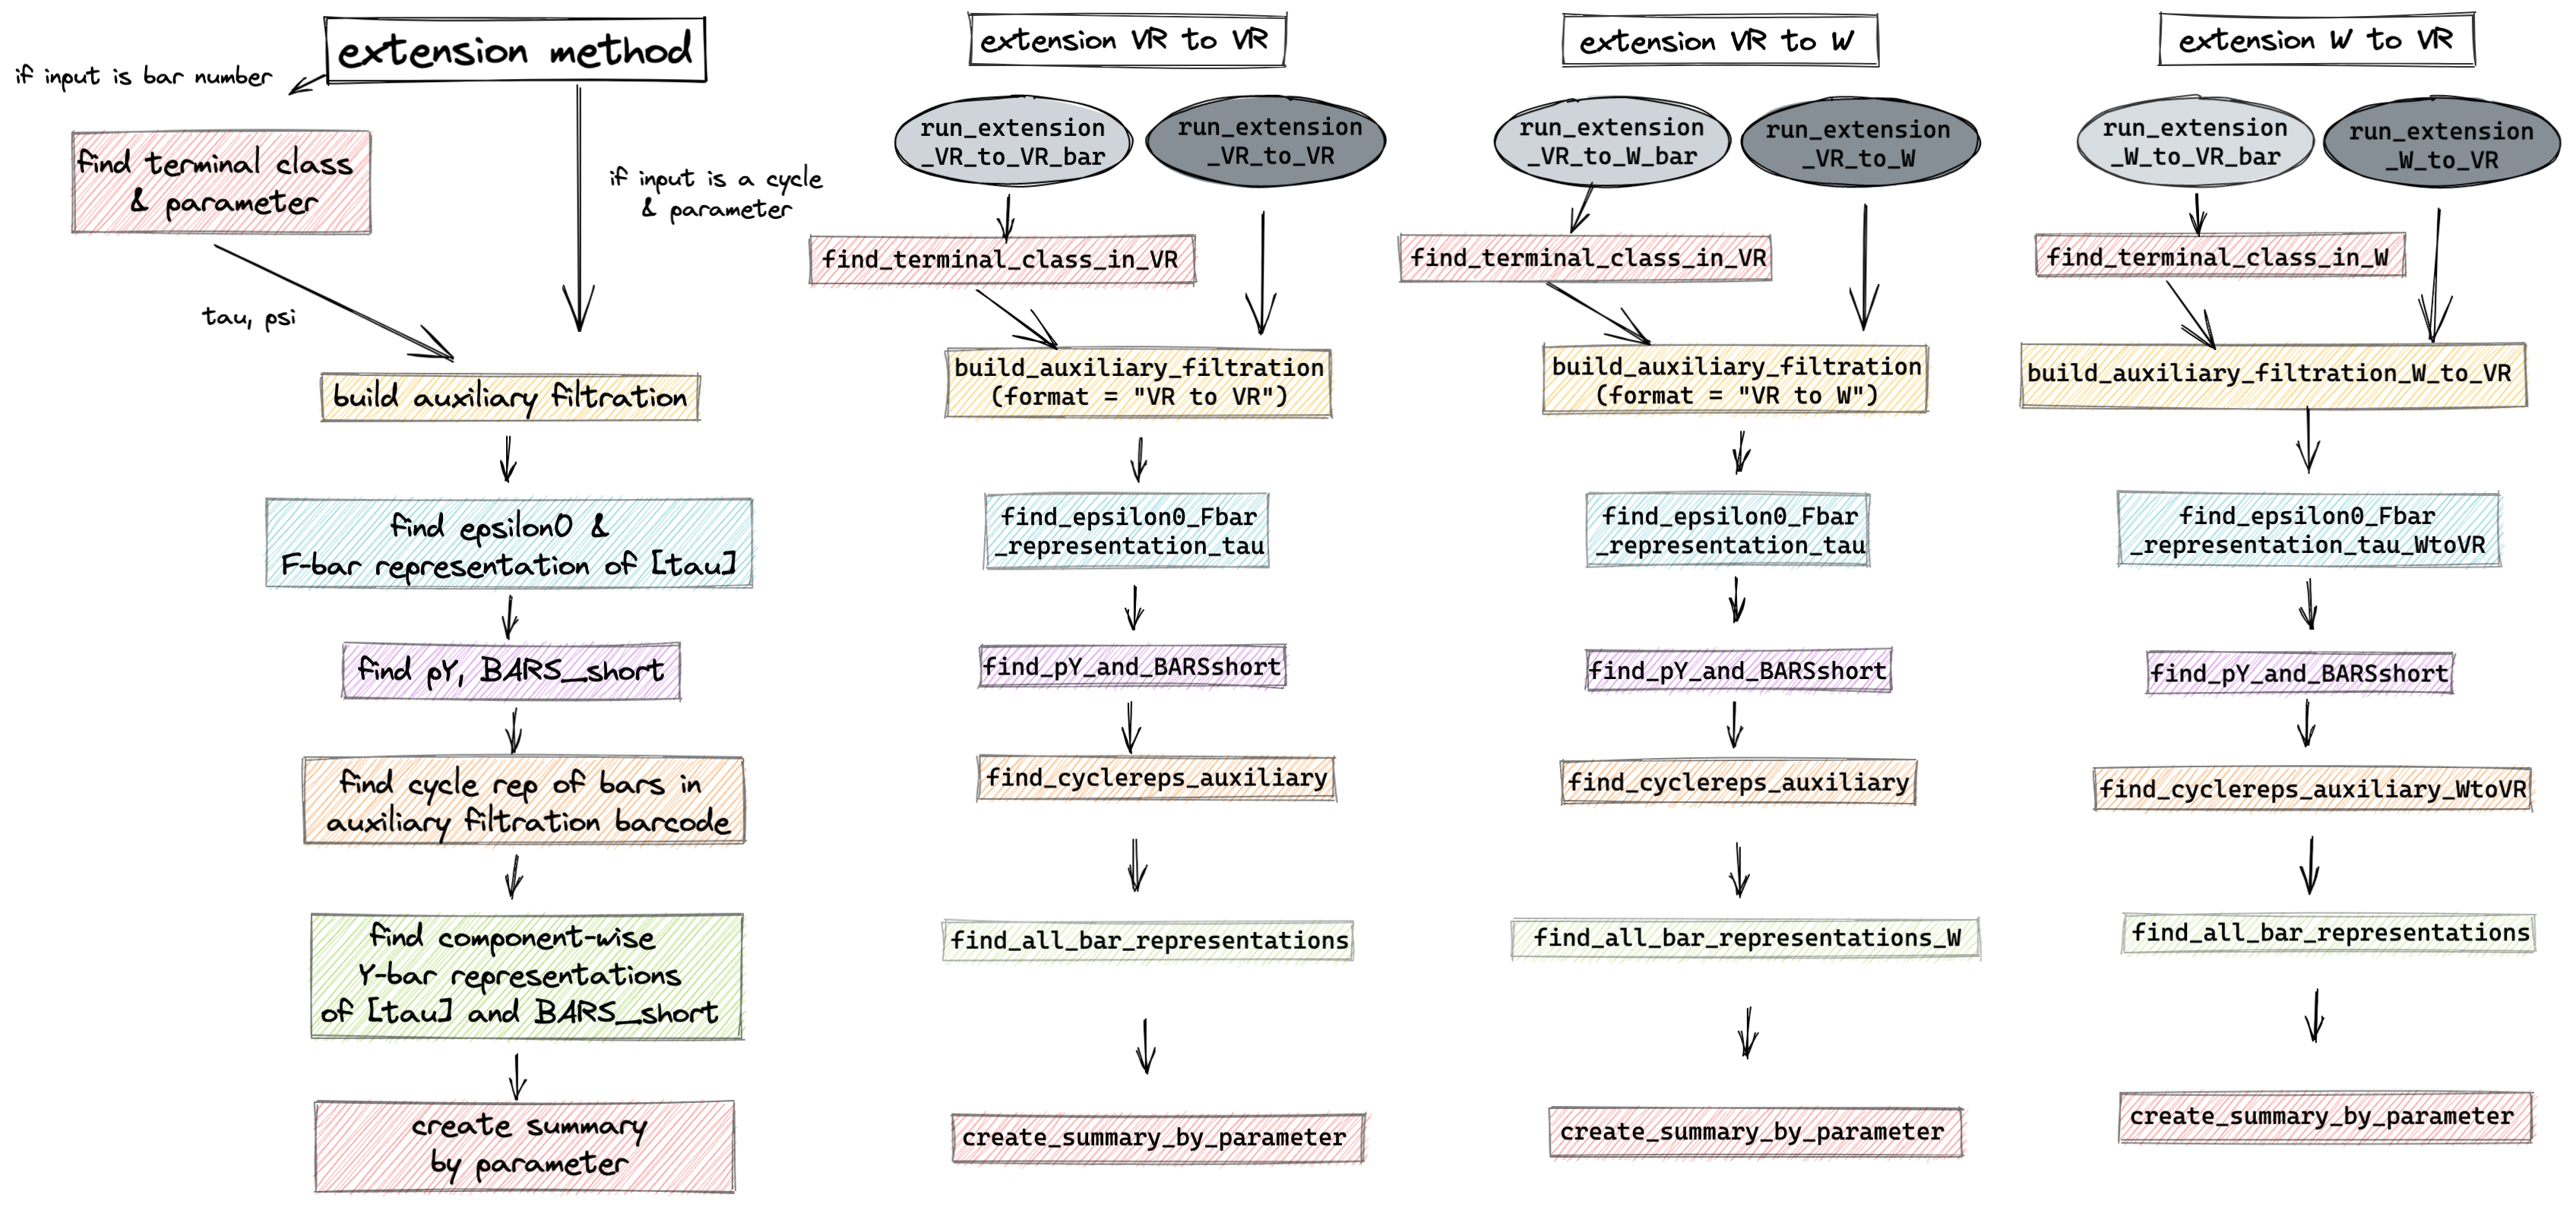 extension method
if input is bar number
find terminal class
& parameter
if input is a cycle
& parameter
tau, psi
build auxiliary filtration
find epsilon0 &
F-bar representation of [tau]
find pY, BARS_short
find cycle rep of bars in
auxiliary filtration barcode
find component-wise
Y-bar representations
of [tau] and BARS_short
create summary
by parameter
extension VR to VR
run_extension
_VR_to_VR_bar
run_extension
_VR_to_VR
find_terminal_class_in_VR
build_auxiliary_filtration
(format = "VR to VR")
find_epsilon0_Fbar
_representation_tau
find_pY_and_BARSshort
find_cyclereps_auxiliary
find_all_bar_representations
create_summary_by_parameter
extension VR to W
run_extension
_VR_to_W_bar
run_extension
_VR_to_W
find_terminal_class_in_VR
build_auxiliary_filtration
(format = "VR to W")
find_epsilon0_Fbar
_representation_tau
find_pY_and_BARSshort
find_cyclereps_auxiliary
find_all_bar_representations_W
create_summary_by_parameter
extension W to VR
run_extension
_W_to_VR_bar
run_extension
_W_to_VR
find_terminal_class_in_W
build_auxiliary_filtration_W_to_VR
find_epsilon0_Fbar
_representation_tau_WtoVR
find_pY_and_BARSshort
find_cyclereps_auxiliary_WtoVR
find_all_bar_representations
create_summary_by_parameter